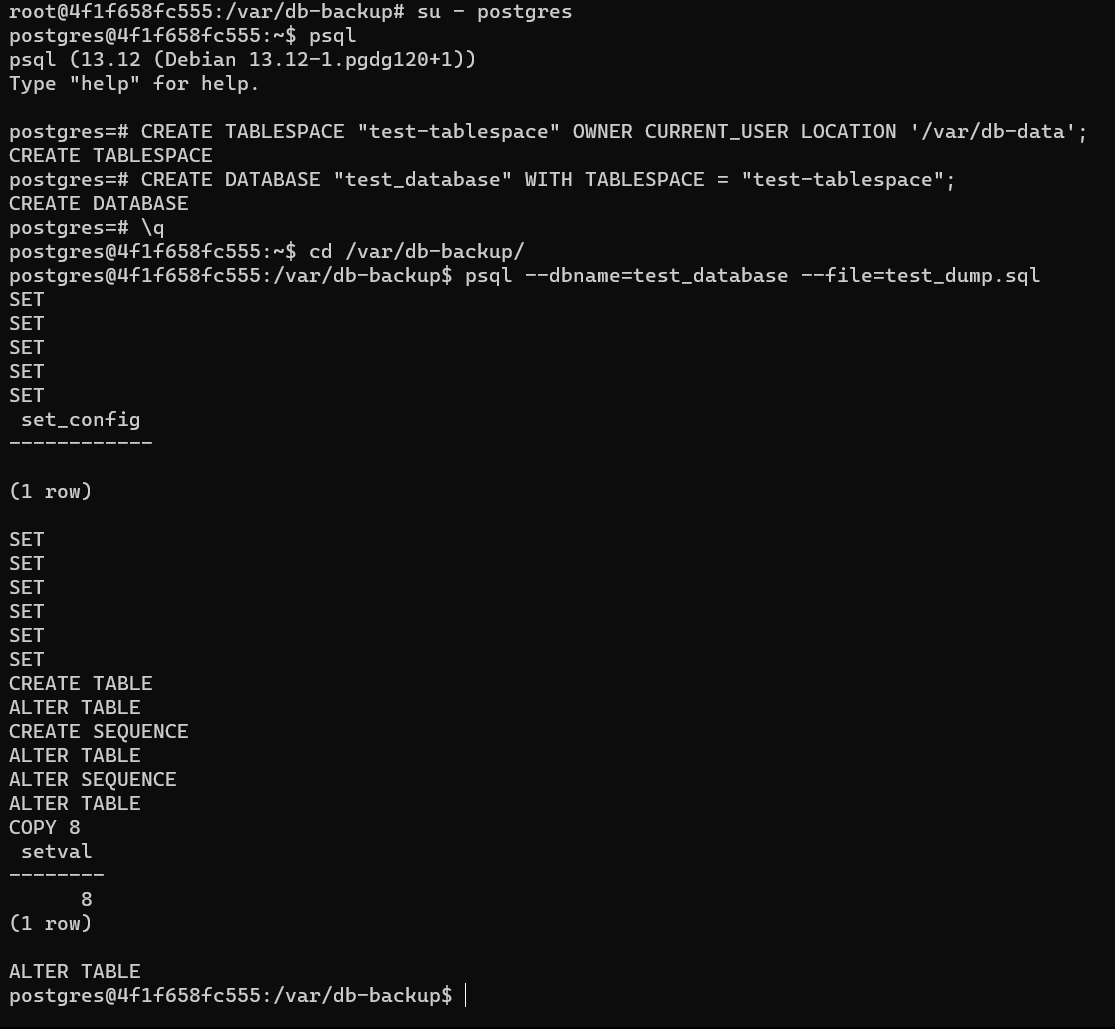 root@4f1f658fc555:/var/db-backup# su - postgres
postgres@4f1f658fc555:~$ psql
psql (13.12 (Debian 13.12-1.pgdg120+1))
Type "help" for help.
postgres=# CREATE TABLESPACE "test-tablespace" OWNER CURRENT_USER LOCATION '/var/db-data';
CREATE TABLESPACE
postgres=# CREATE DATABASE "test_database" WITH TABLESPACE = "test-tablespace";
CREATE DATABASE
postgres=# \q
postgres@4f1f658fc555:~$ cd /var/db-backup/
postgres@4f1f658fc555:/var/db-backup$ psql --dbname=test_database --file=test_dump.sql
SET
SET
SET
SET
SET
 set_config
------------
(1 row)
SET
SET
SET
SET
SET
SET
CREATE TABLE
ALTER TABLE
CREATE SEQUENCE
ALTER TABLE
ALTER SEQUENCE
ALTER TABLE
COPY 8
 setval
--------
      8
(1 row)
ALTER TABLE
postgres@4f1f658fc555:/var/db-backup$